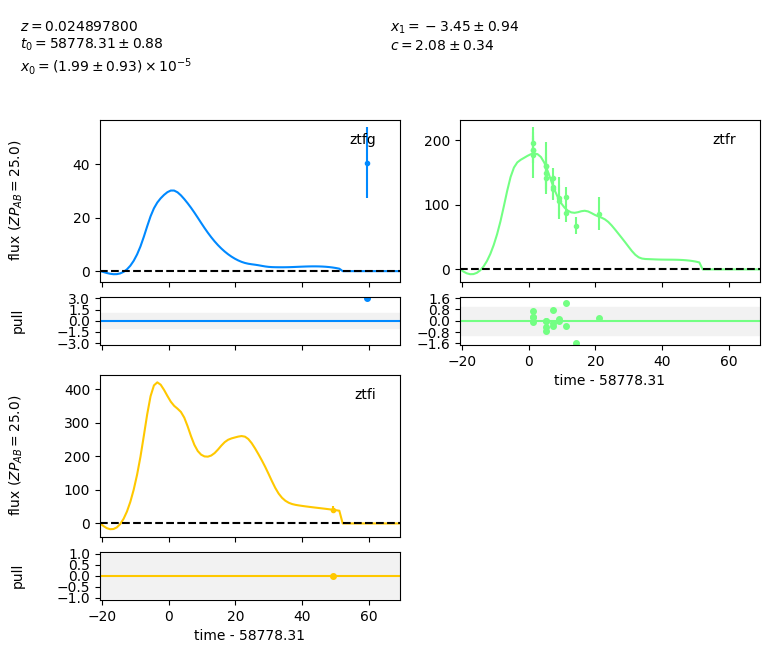 z = 0.024897800
t₀ = 58778.31 ± 0.88
x₀ = (1.99 ± 0.93) × 10⁻⁵
x₁ = −3.45 ± 0.94
c = 2.08 ± 0.34
ztfg
flux (ZP_AB = 25.0)
40
20
0
ztfr
200
100
0
pull
3.0
1.5
0.0
−1.5
−3.0
1.6
0.8
0.0
−0.8
−1.6
−20 0 20 40 60
time - 58778.31
ztfi
flux (ZP_AB = 25.0)
400
300
200
100
0
pull
1.0
0.5
0.0
−0.5
−1.0
−20 0 20 40 60
time - 58778.31